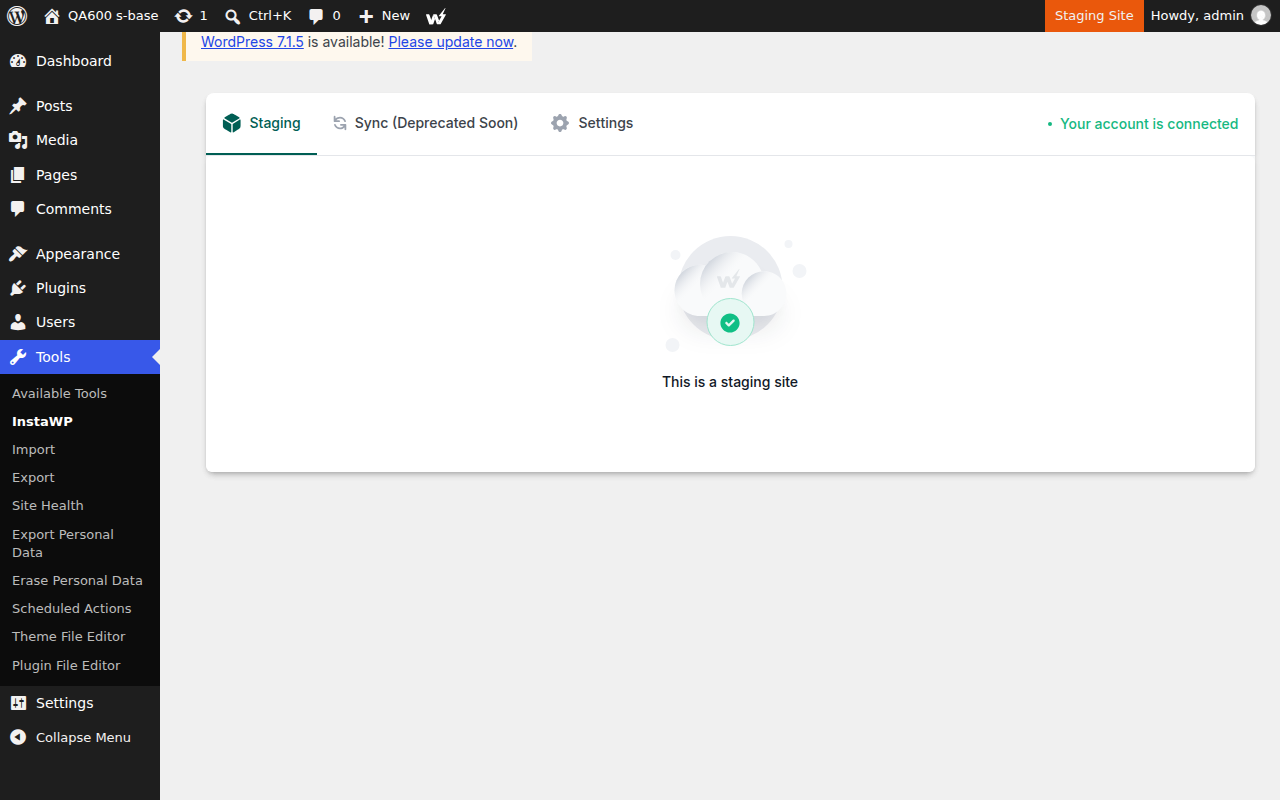 QA600 s-base 1 Ctrl+K 0 New Staging Site Howdy, admin
WordPress 7.1.5 is available! Please update now.
Dashboard
Posts
Media
Pages
Comments
Appearance
Plugins
Users
Tools
Available Tools
InstaWP
Import
Export
Site Health
Export Personal
Data
Erase Personal Data
Scheduled Actions
Theme File Editor
Plugin File Editor
Settings
Collapse Menu
Staging Sync (Deprecated Soon) Settings • Your account is connected
This is a staging site